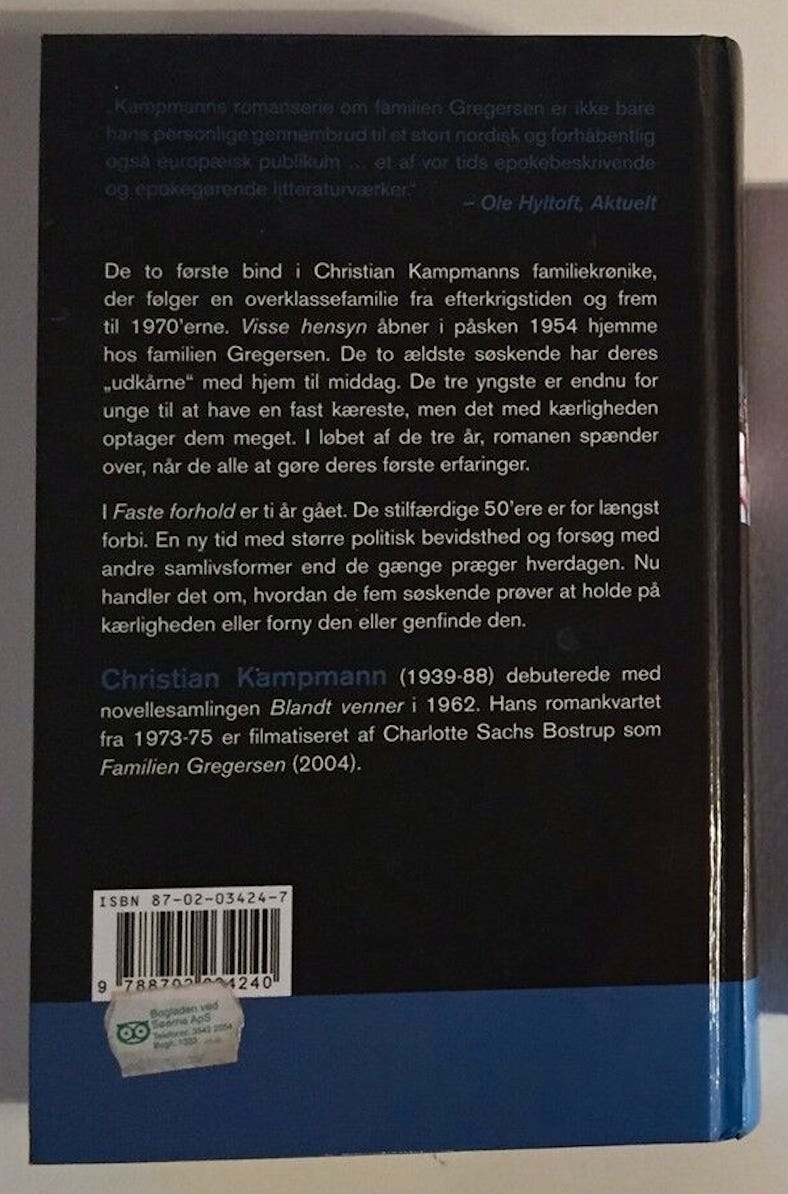 „Kampmanns romanserie om familien Gregersen er ikke bare
hans personlige gennembrud til et stort nordisk og forhåbentlig
også europæisk publikum ... et af vor tids epokebeskrivende
og epokegørende litteraturværker.“
– Ole Hyltoft, Aktuelt
De to første bind i Christian Kampmanns familiekrønike,
der følger en overklassefamilie fra efterkrigstiden og frem
til 1970'erne. Visse hensyn åbner i påsken 1954 hjemme
hos familien Gregersen. De to ældste søskende har deres
„udkårne“ med hjem til middag. De tre yngste er endnu for
unge til at have en fast kæreste, men det med kærligheden
optager dem meget. I løbet af de tre år, romanen spænder
over, når de alle at gøre deres første erfaringer.
I Faste forhold er ti år gået. De stilfærdige 50'ere er for længst
forbi. En ny tid med større politisk bevidsthed og forsøg med
andre samlivsformer end de gænge præger hverdagen. Nu
handler det om, hvordan de fem søskende prøver at holde på
kærligheden eller forny den eller genfinde den.
Christian Kampmann (1939-88) debuterede med
novellesamlingen Blandt venner i 1962. Hans romankvartet
fra 1973-75 er filmatiseret af Charlotte Sachs Bostrup som
Familien Gregersen (2004).
ISBN 87-02-03424-7
9 788702 034240
Bogladen ved
Søerne ApS